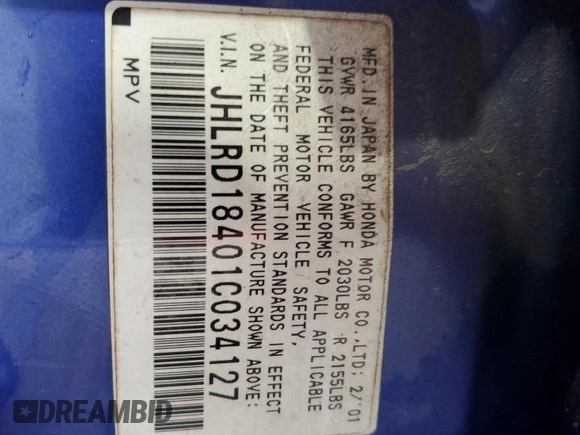 MFD. IN JAPAN BY HONDA MOTOR CO.,LTD; 2/'01
GVWR 4165LBS GAWR F 2030LBS R 2155LBS
THIS VEHICLE CONFORMS TO ALL APPLICABLE
FEDERAL MOTOR VEHICLE SAFETY,
AND THEFT PREVENTION STANDARDS IN EFFECT
ON THE DATE OF MANUFACTURE SHOWN ABOVE:
V.I.N. JHLRD18401C034127
MPV
DREAMBID